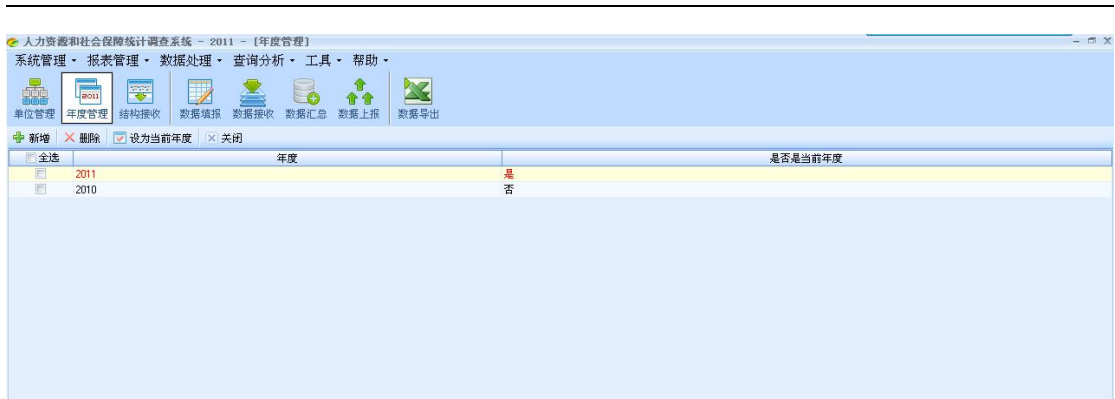 人力资源和社会保障统计调查系统 - 2011 - [年度管理]
系统管理 报表管理 数据处理 查询分析 工具 帮助
2011
单位管理 年度管理 结构接收 数据填报 数据接收 数据汇总 数据上报 数据导出
新增 删除 设为当前年度 关闭
全选 年度 是否是当前年度
2011 是
2010 否